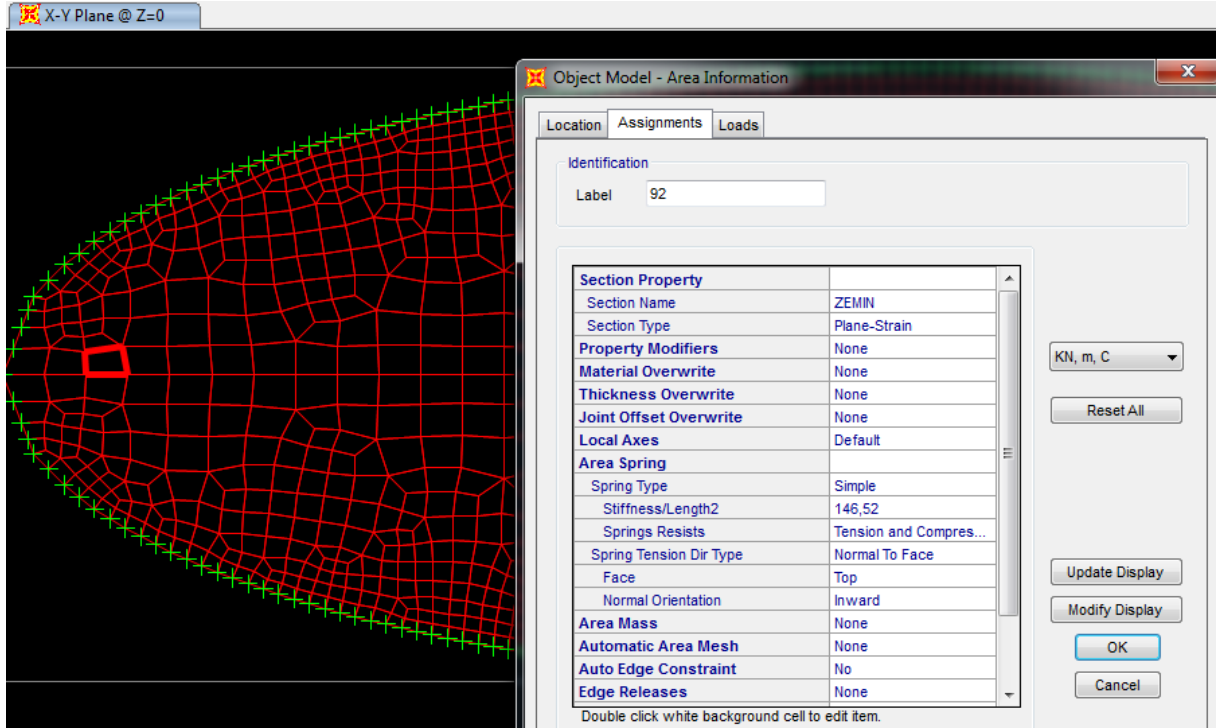 X-Y Plane @ Z=0
Object Model - Area Information
x
Location Assignments Loads
Identification
Label 92
Section Property
Section Name ZEMIN
Section Type Plane-Strain
Property Modifiers None
Material Overwrite None
Thickness Overwrite None
Joint Offset Overwrite None
Local Axes Default
Area Spring
Spring Type Simple
Stiffness/Length2 146,52
Springs Resists Tension and Compres...
Spring Tension Dir Type Normal To Face
Face Top
Normal Orientation Inward
Area Mass None
Automatic Area Mesh None
Auto Edge Constraint No
Edge Releases None
Double click white background cell to edit item.
KN, m, C
Reset All
Update Display
Modify Display
OK
Cancel